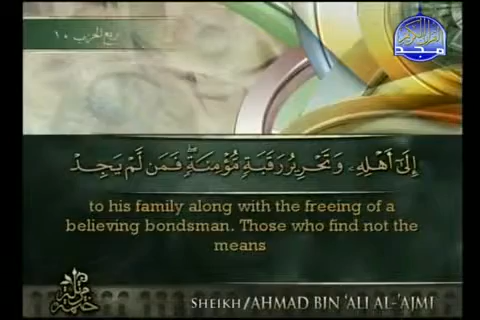 ربع الحزب ١٠
المجد
إِلَىٰٓ أَهْلِهِۦ وَتَحْرِيرُ رَقَبَةٍ مُّؤْمِنَةٍ ۖ فَمَن لَّمْ يَجِدْ
to his family along with the freeing of a
believing bondsman. Those who find not the
means
SHEIKH/AHMAD BIN 'ALI AL-'AJMI